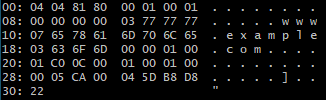 00: 04 04 81 80 00 01 00 01 . . . . . . . .
08: 00 00 00 00 03 77 77 77 . . . . . w w w
10: 07 65 78 61 6D 70 6C 65 . e x a m p l e
18: 03 63 6F 6D 00 00 01 00 . c o m . . . .
20: 01 C0 0C 00 01 00 01 00 . . . . . . . .
28: 00 05 CA 00 04 5D B8 D8 . . . . . ] . .
30: 22 "